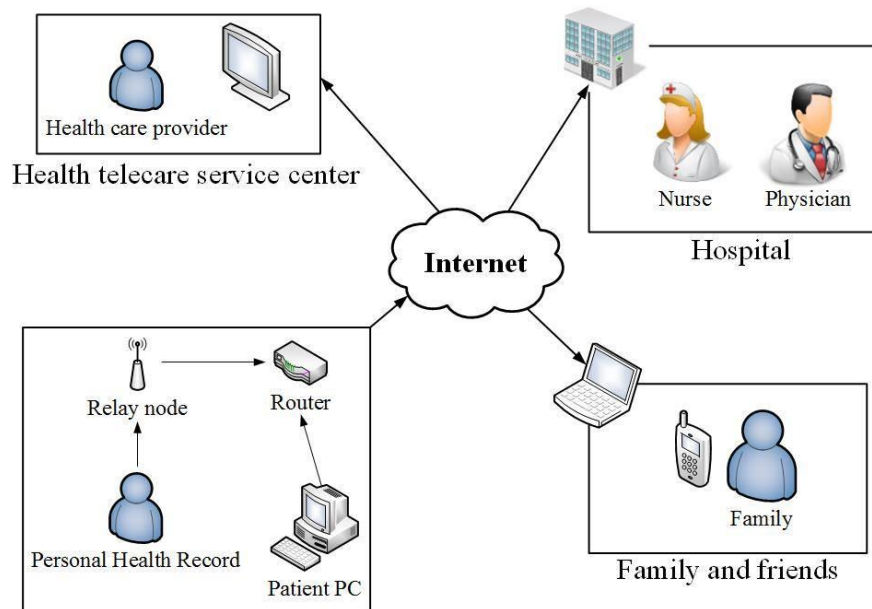 Health care provider
Health telecare service center
Nurse
Physician
Hospital
Internet
Relay node
Router
Personal Health Record
Patient PC
Family
Family and friends